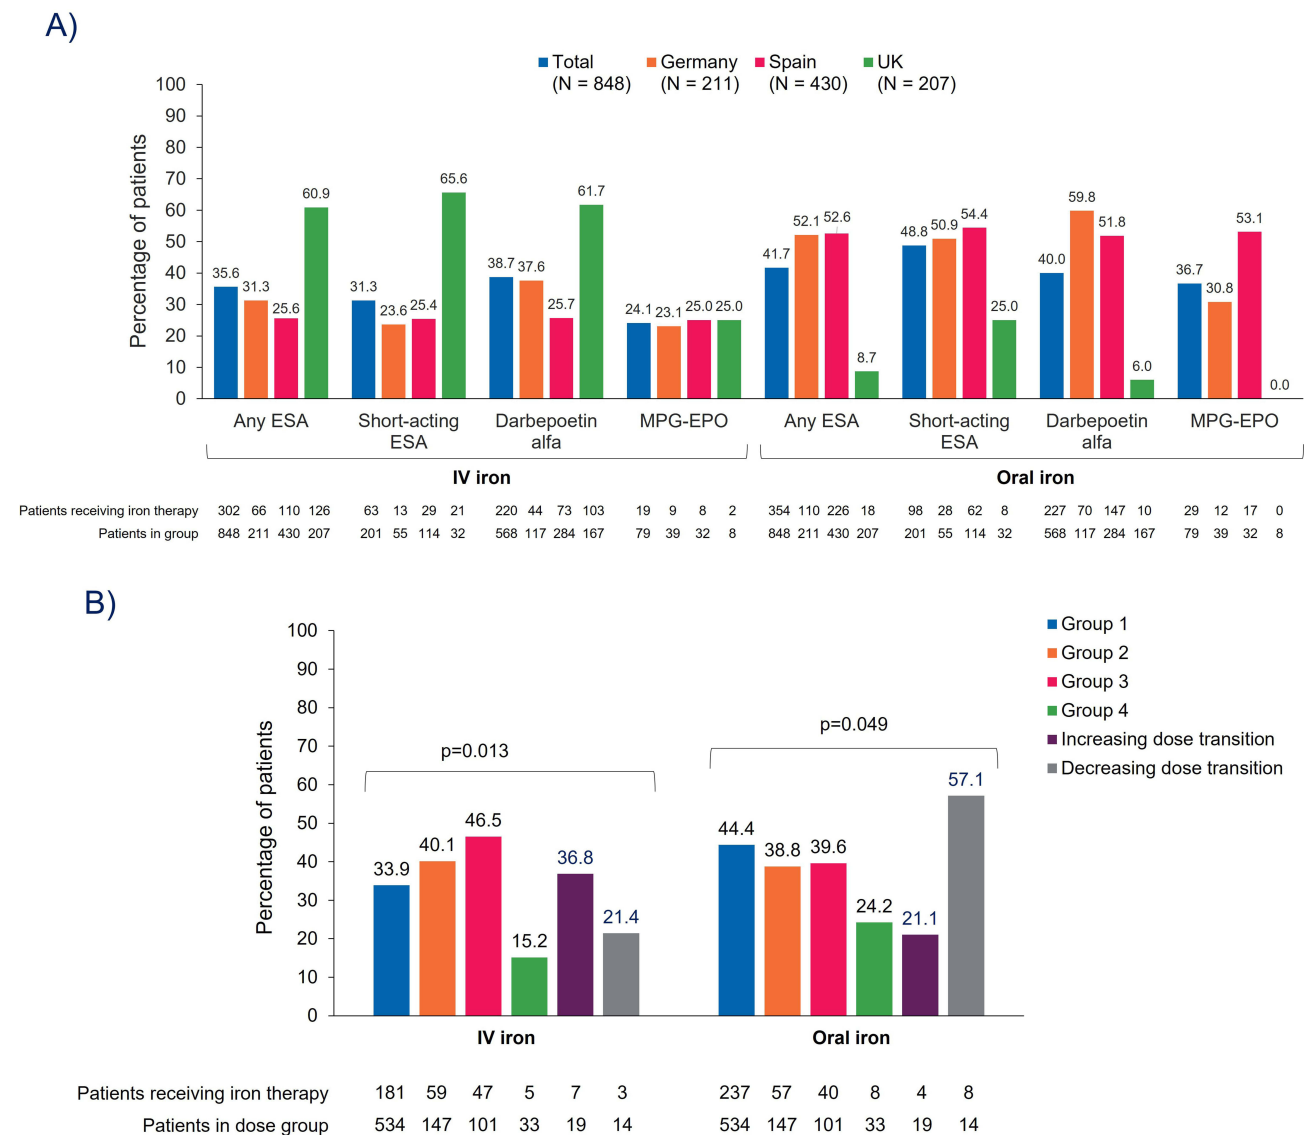 A)
Total Germany Spain UK
(N = 848) (N = 211) (N = 430) (N = 207)
Percentage of patients
100
90
80
70
60
50
40
30
20
10
0
35.6 31.3 25.6 60.9 31.3 23.6 25.4 65.6 38.7 37.6 25.7 61.7 24.1 23.1 25.0 25.0 41.7 52.1 52.6 8.7 48.8 50.9 54.4 25.0 40.0 59.8 51.8 6.0 36.7 30.8 53.1 0.0
Any ESA Short-acting Darbepoetin MPG-EPO Any ESA Short-acting Darbepoetin MPG-EPO
ESA alfa ESA alfa
IV iron Oral iron
Patients receiving iron therapy 302 66 110 126 63 13 29 21 220 44 73 103 19 9 8 2 354 110 226 18 98 28 62 8 227 70 147 10 29 12 17 0
Patients in group 848 211 430 207 201 55 114 32 568 117 284 167 79 39 32 8 848 211 430 207 201 55 114 32 568 117 284 167 79 39 32 8
B)
Group 1
Group 2
Group 3
Group 4
Increasing dose transition
Decreasing dose transition
Percentage of patients
100
90
80
70
60
50
40
30
20
10
0
p=0.013 p=0.049
33.9 40.1 46.5 15.2 36.8 21.4 44.4 38.8 39.6 24.2 21.1 57.1
IV iron Oral iron
Patients receiving iron therapy 181 59 47 5 7 3 237 57 40 8 4 8
Patients in dose group 534 147 101 33 19 14 534 147 101 33 19 14